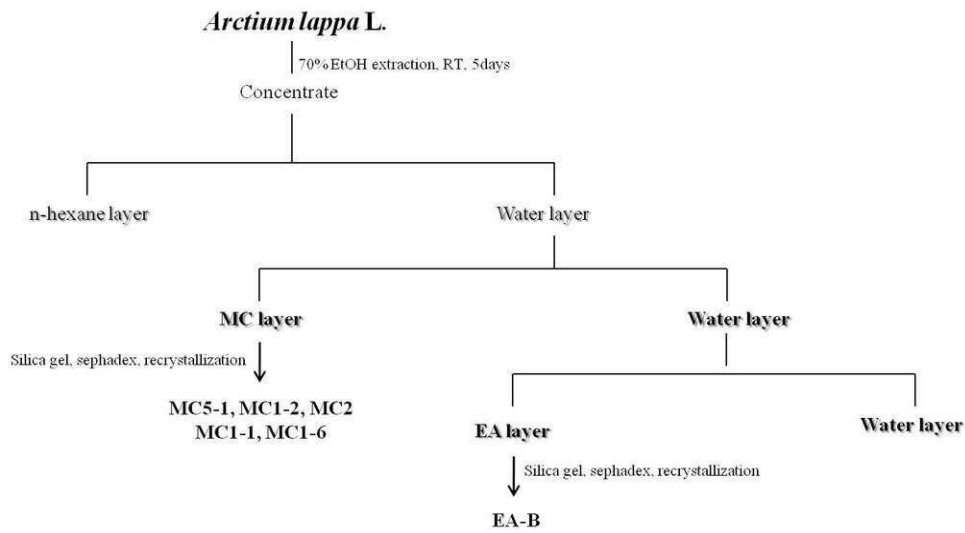 Arctium lappa L.
70% EtOH extraction, RT, 5days
Concentrate
n-hexane layer
Water layer
MC layer
Water layer
Silica gel, sephadex, recrystallization
MC5-1, MC1-2, MC2
MC1-1, MC1-6
EA layer
Water layer
Silica gel, sephadex, recrystallization
EA-B